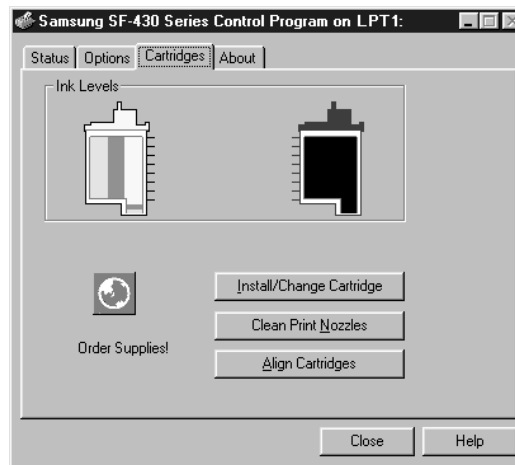 Samsung SF-430 Series Control Program on LPT1:
Status Options Cartridges About
Ink Levels
Install/Change Cartridge
Clean Print Nozzles
Order Supplies!
Align Cartridges
Close Help